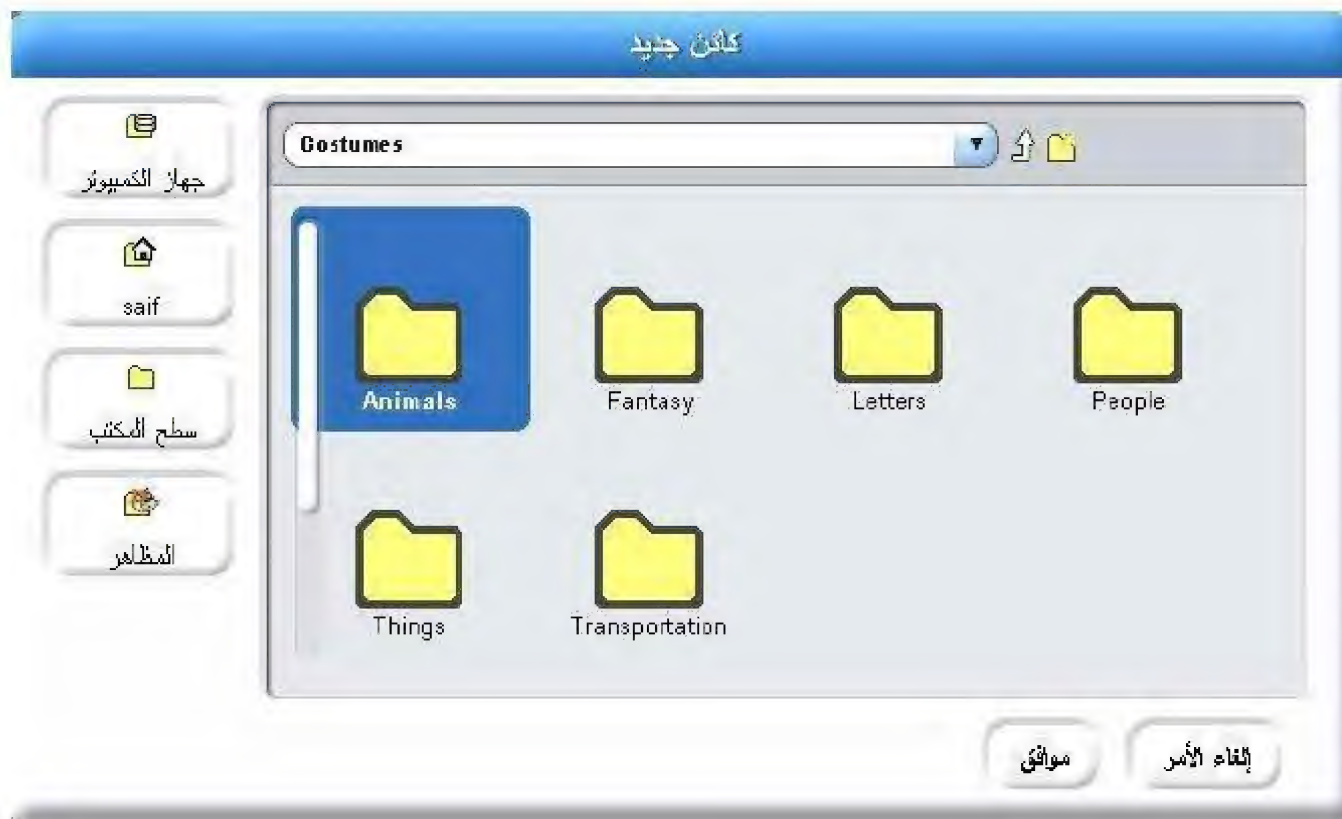 كائن جديد
جهاز الكمبيوتر
saif
سطح المكتب
المظاهر
Costumes
Animals
Fantasy
Letters
People
Things
Transportation
موافق
إلغاء الأمر